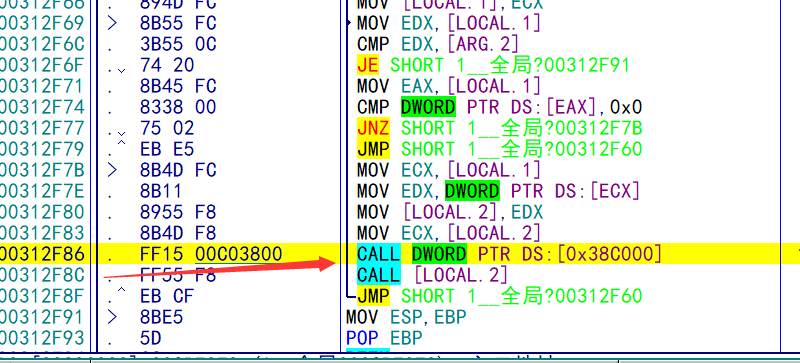 00312F66 . 894D FC MOV [LOCAL.1],ECX
00312F69 > 8B55 FC MOV EDX,[LOCAL.1]
00312F6C . 3B55 0C CMP EDX,[ARG.2]
00312F6F . 74 20 JE SHORT 1__全局?00312F91
00312F71 . 8B45 FC MOV EAX,[LOCAL.1]
00312F74 . 8338 00 CMP DWORD PTR DS:[EAX],0x0
00312F77 . 75 02 JNZ SHORT 1__全局?00312F7B
00312F79 . EB E5 JMP SHORT 1__全局?00312F60
00312F7B > 8B4D FC MOV ECX,[LOCAL.1]
00312F7E . 8B11 MOV EDX,DWORD PTR DS:[ECX]
00312F80 . 8955 F8 MOV [LOCAL.2],EDX
00312F83 . 8B4D F8 MOV ECX,[LOCAL.2]
00312F86 . FF15 00C03800 CALL DWORD PTR DS:[0x38C000]
00312F8C . FF55 F8 CALL [LOCAL.2]
00312F8F . EB CF JMP SHORT 1__全局?00312F60
00312F91 > 8BE5 MOV ESP,EBP
00312F93 . 5D POP EBP